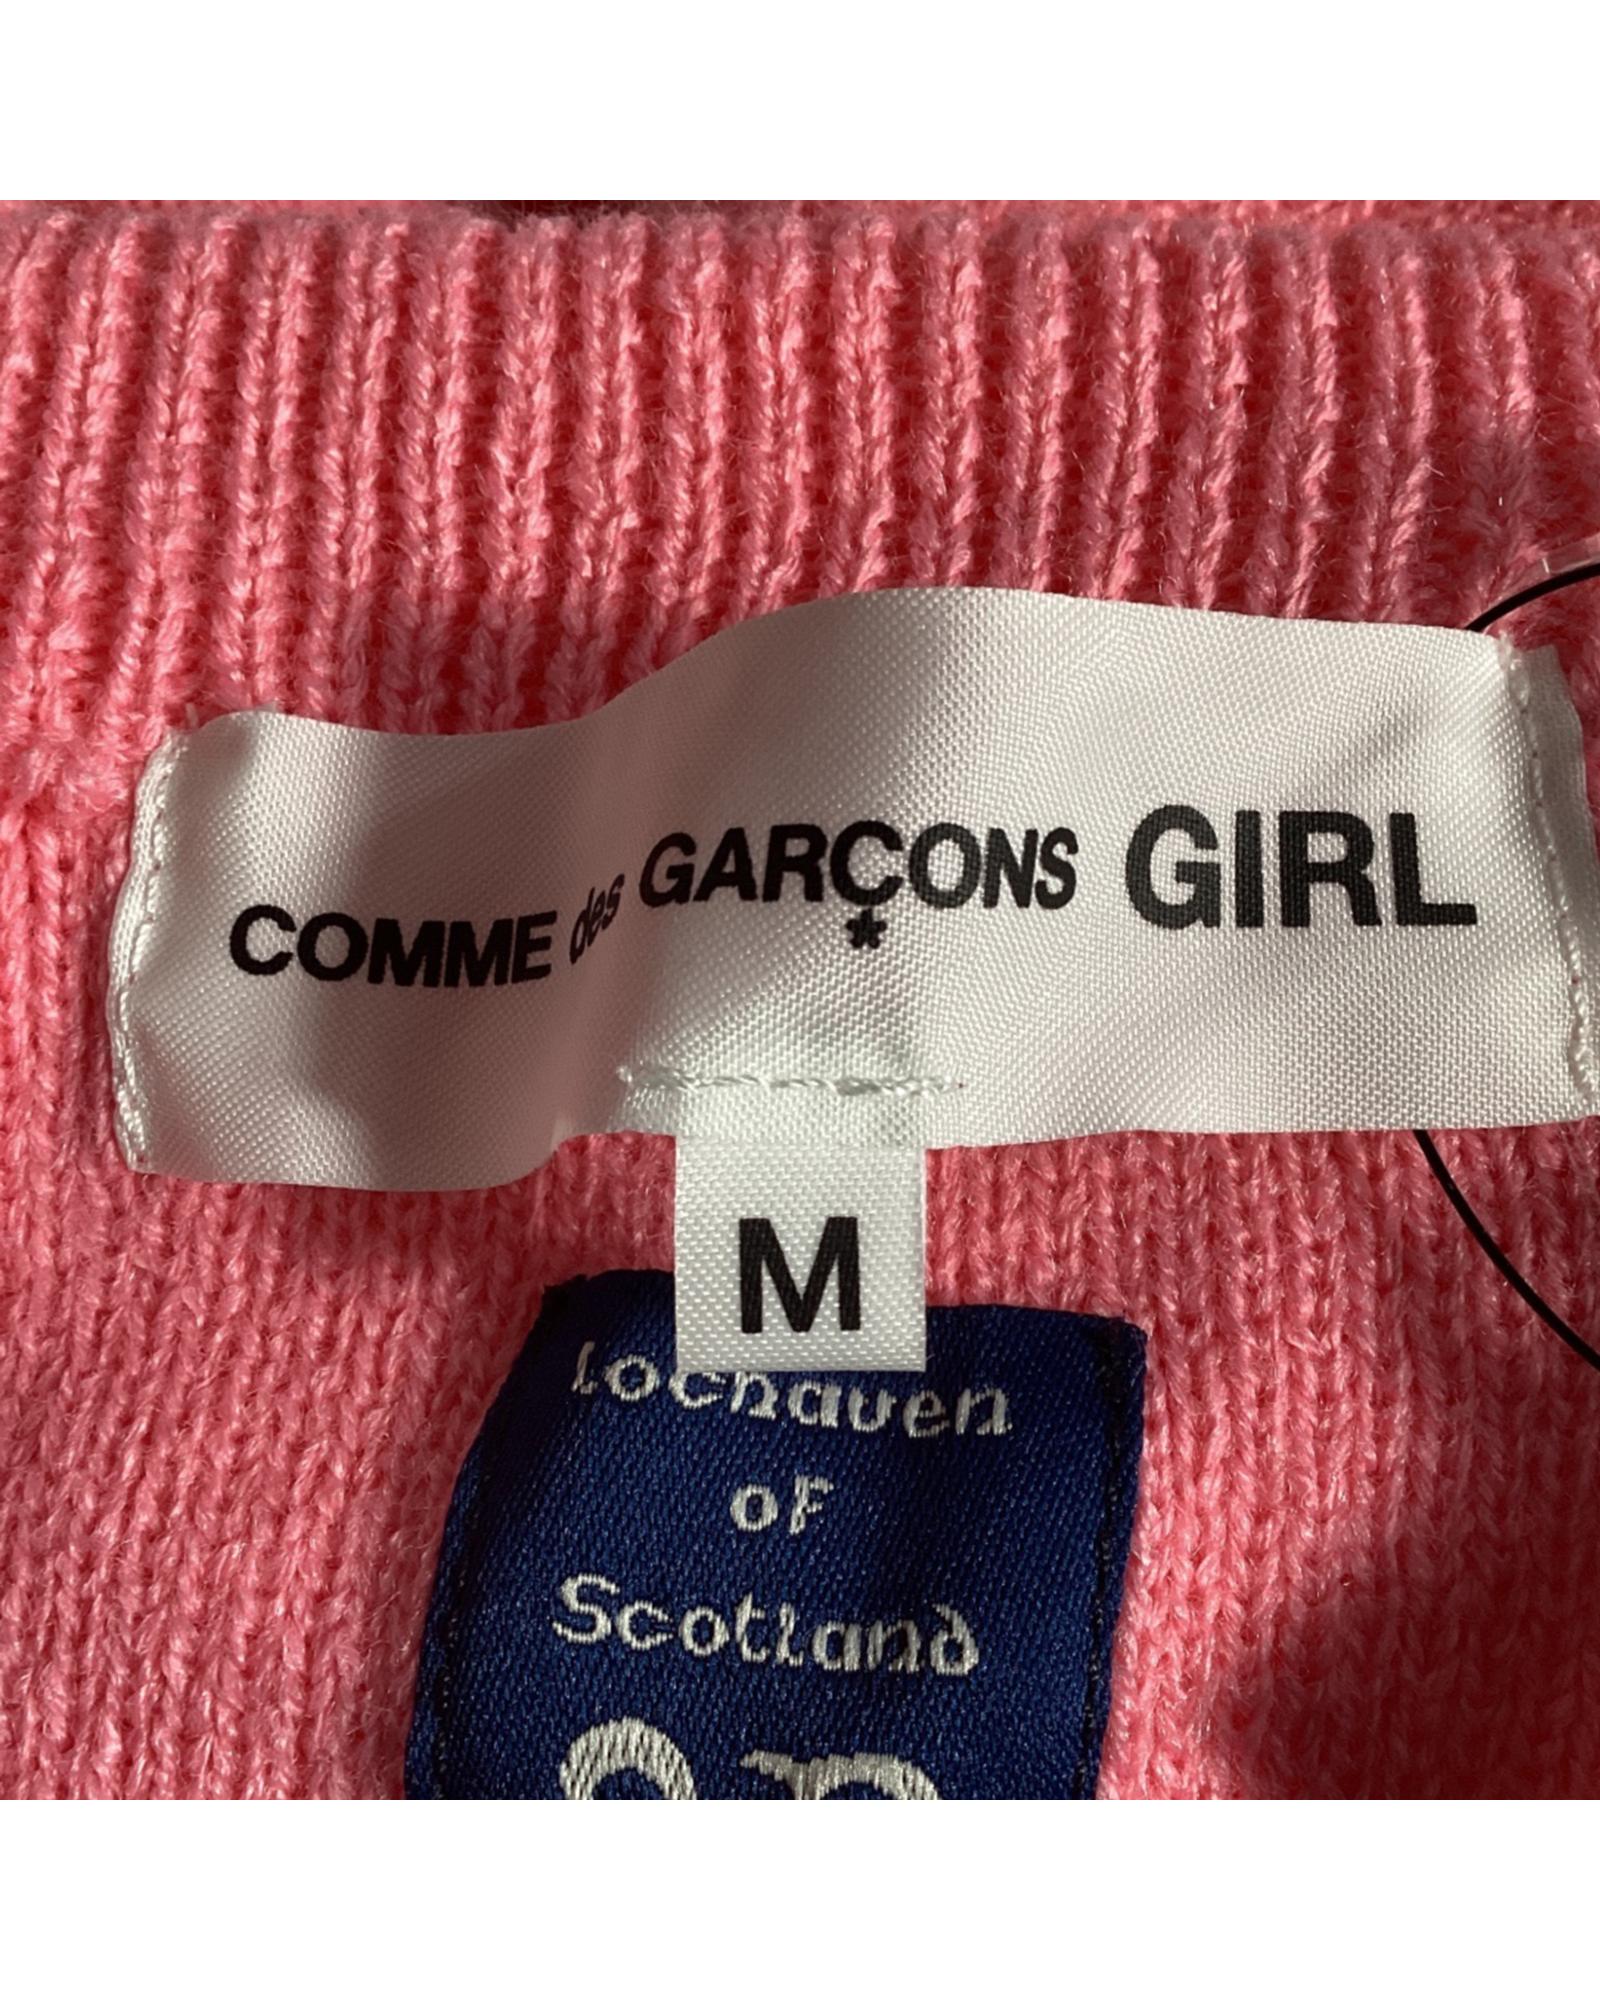 COMME des GARÇONS GIRL
M
Lochaven
of
Scotland